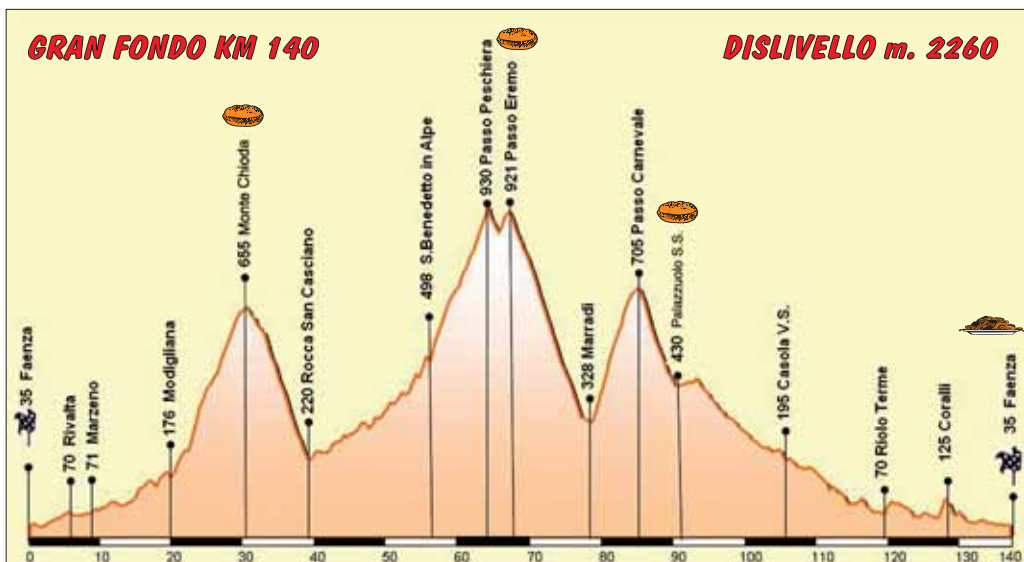 GRAN FONDO KM 140
DISLIVELLO m. 2260
35 Faenza
70 Rivalta
71 Marzeno
176 Modigliana
655 Monte Chioda
220 Rocca San Casciano
498 S.Benedetto in Alpe
930 Passo Peschiera
921 Passo Eremo
328 Marradi
705 Passo Carnevale
430 Palazzuolo S.S.
195 Casola V.S.
70 Riolo Terme
125 Coralli
35 Faenza
0 10 20 30 40 50 60 70 80 90 100 110 120 130 140